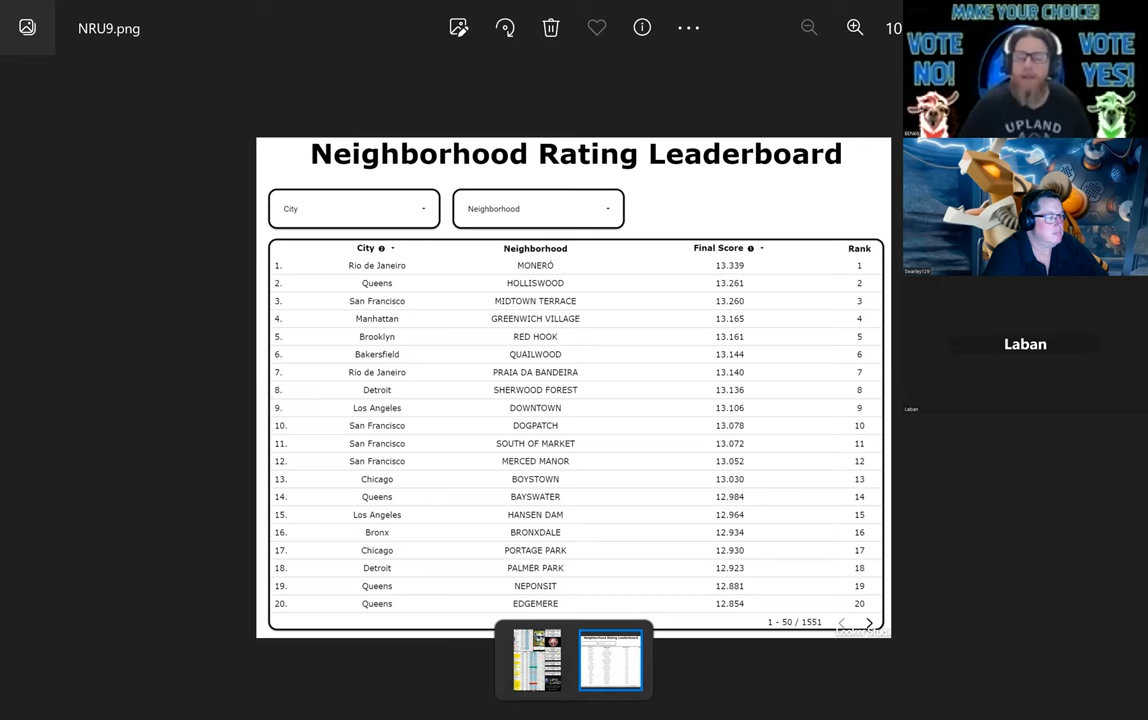 NRU9.png
10
MAKE YOUR CHOICE!
VOTE NO!
VOTE YES!
UPLAND
BEN68
Swarley129
Laban
Laban
Neighborhood Rating Leaderboard
City
Neighborhood
City Neighborhood Final Score Rank
1. Rio de Janeiro MONERÓ 13.339 1
2. Queens HOLLISWOOD 13.261 2
3. San Francisco MIDTOWN TERRACE 13.260 3
4. Manhattan GREENWICH VILLAGE 13.165 4
5. Brooklyn RED HOOK 13.161 5
6. Bakersfield QUAILWOOD 13.144 6
7. Rio de Janeiro PRAIA DA BANDEIRA 13.140 7
8. Detroit SHERWOOD FOREST 13.136 8
9. Los Angeles DOWNTOWN 13.106 9
10. San Francisco DOGPATCH 13.078 10
11. San Francisco SOUTH OF MARKET 13.072 11
12. San Francisco MERCED MANOR 13.052 12
13. Chicago BOYSTOWN 13.030 13
14. Queens BAYSWATER 12.984 14
15. Los Angeles HANSEN DAM 12.964 15
16. Bronx BRONXDALE 12.934 16
17. Chicago PORTAGE PARK 12.930 17
18. Detroit PALMER PARK 12.923 18
19. Queens NEPONSIT 12.881 19
20. Queens EDGEMERE 12.854 20
1 - 50 / 1551
Neighborhood Rating Leaderboard